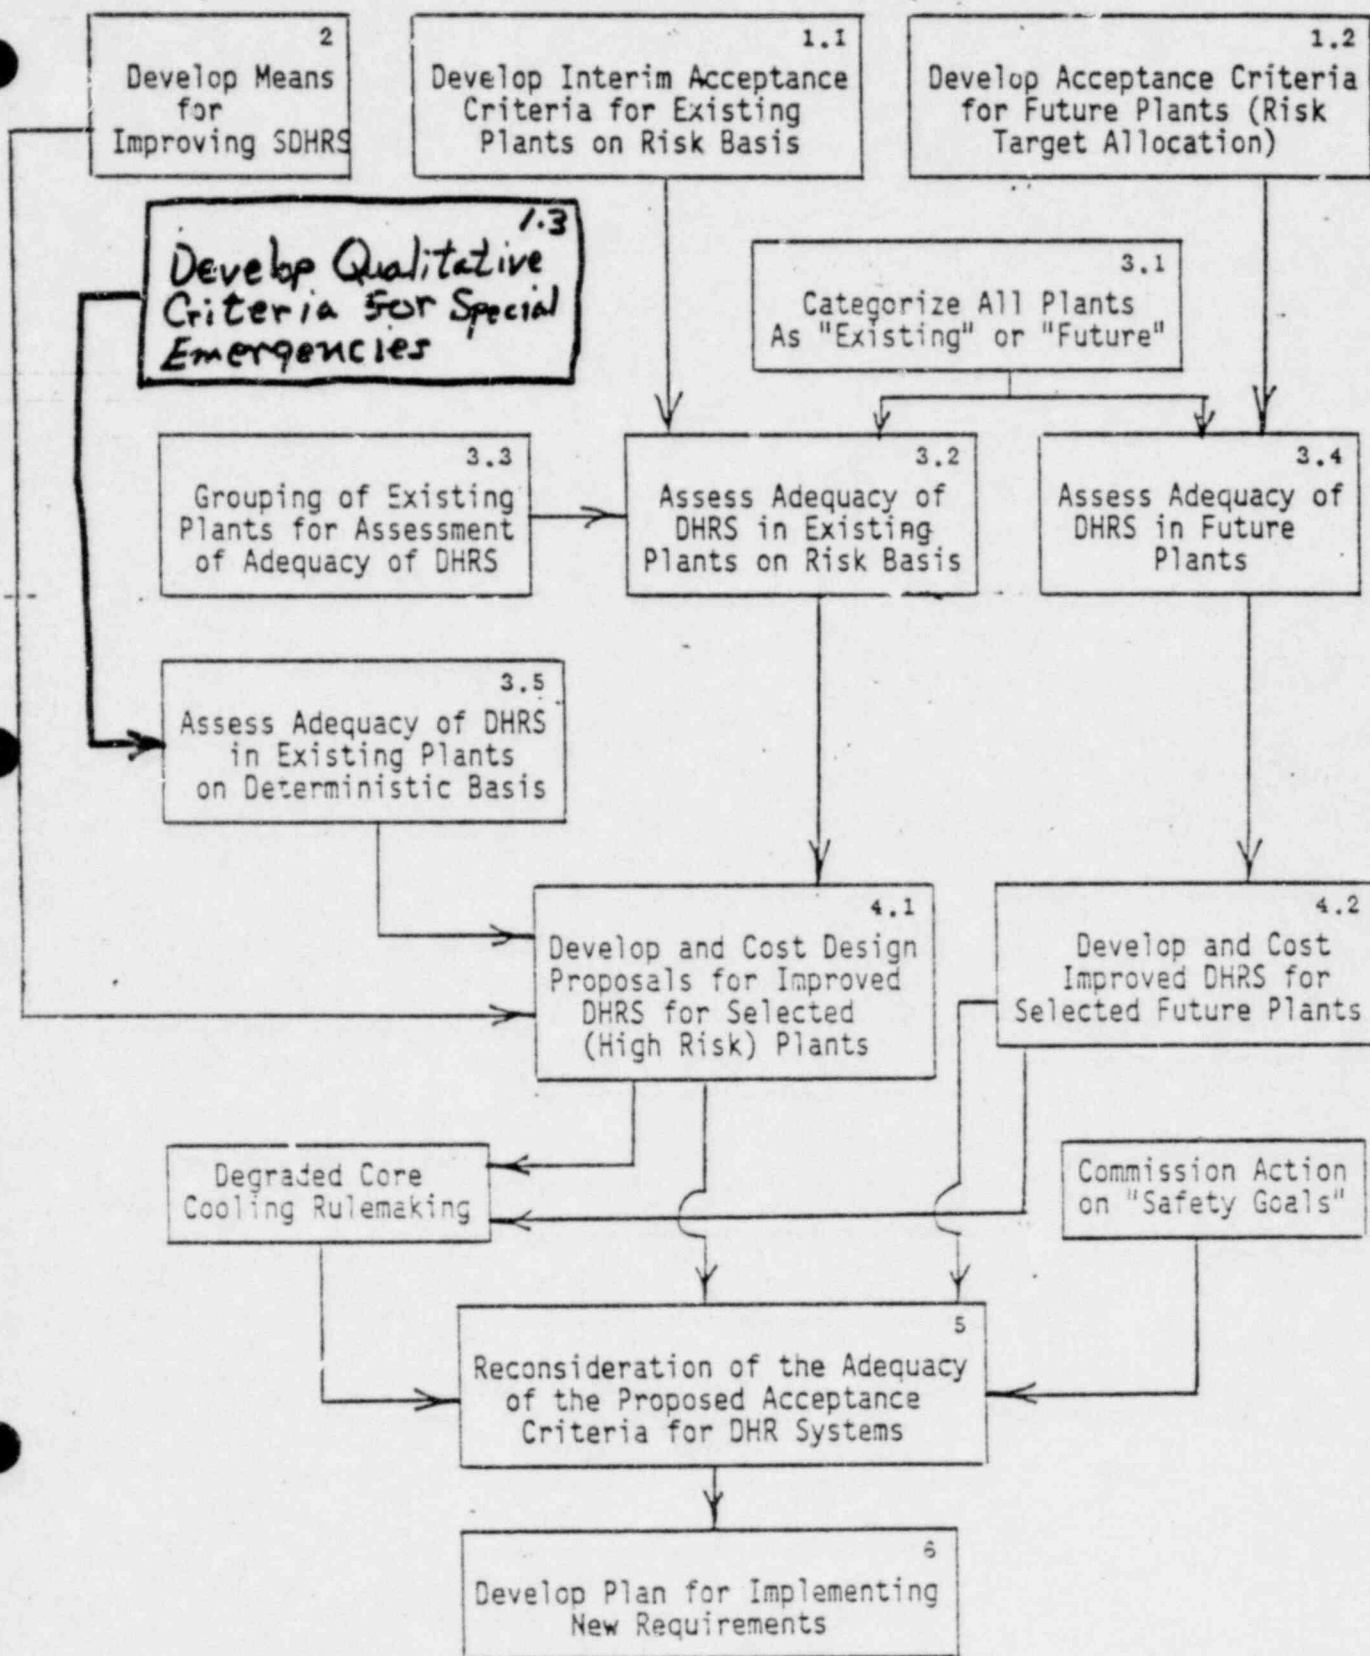 2
Develop Means
for
Improving SDHRS
1.1
Develop Interim Acceptance
Criteria for Existing
Plants on Risk Basis
1.2
Develop Acceptance Criteria
for Future Plants (Risk
Target Allocation)
1.3
Develop Qualitative
Criteria for Special
Emergencies
3.1
Categorize All Plants
As "Existing" or "Future"
3.3
Grouping of Existing
Plants for Assessment
of Adequacy of DHRS
3.2
Assess Adequacy of
DHRS in Existing
Plants on Risk Basis
3.4
Assess Adequacy of
DHRS in Future
Plants
3.5
Assess Adequacy of DHRS
in Existing Plants
on Deterministic Basis
4.1
Develop and Cost Design
Proposals for Improved
DHRS for Selected
(High Risk) Plants
4.2
Develop and Cost
Improved DHRS for
Selected Future Plants
Degraded Core
Cooling Rulemaking
Commission Action
on "Safety Goals"
5
Reconsideration of the Adequacy
of the Proposed Acceptance
Criteria for DHR Systems
6
Develop Plan for Implementing
New Requirements